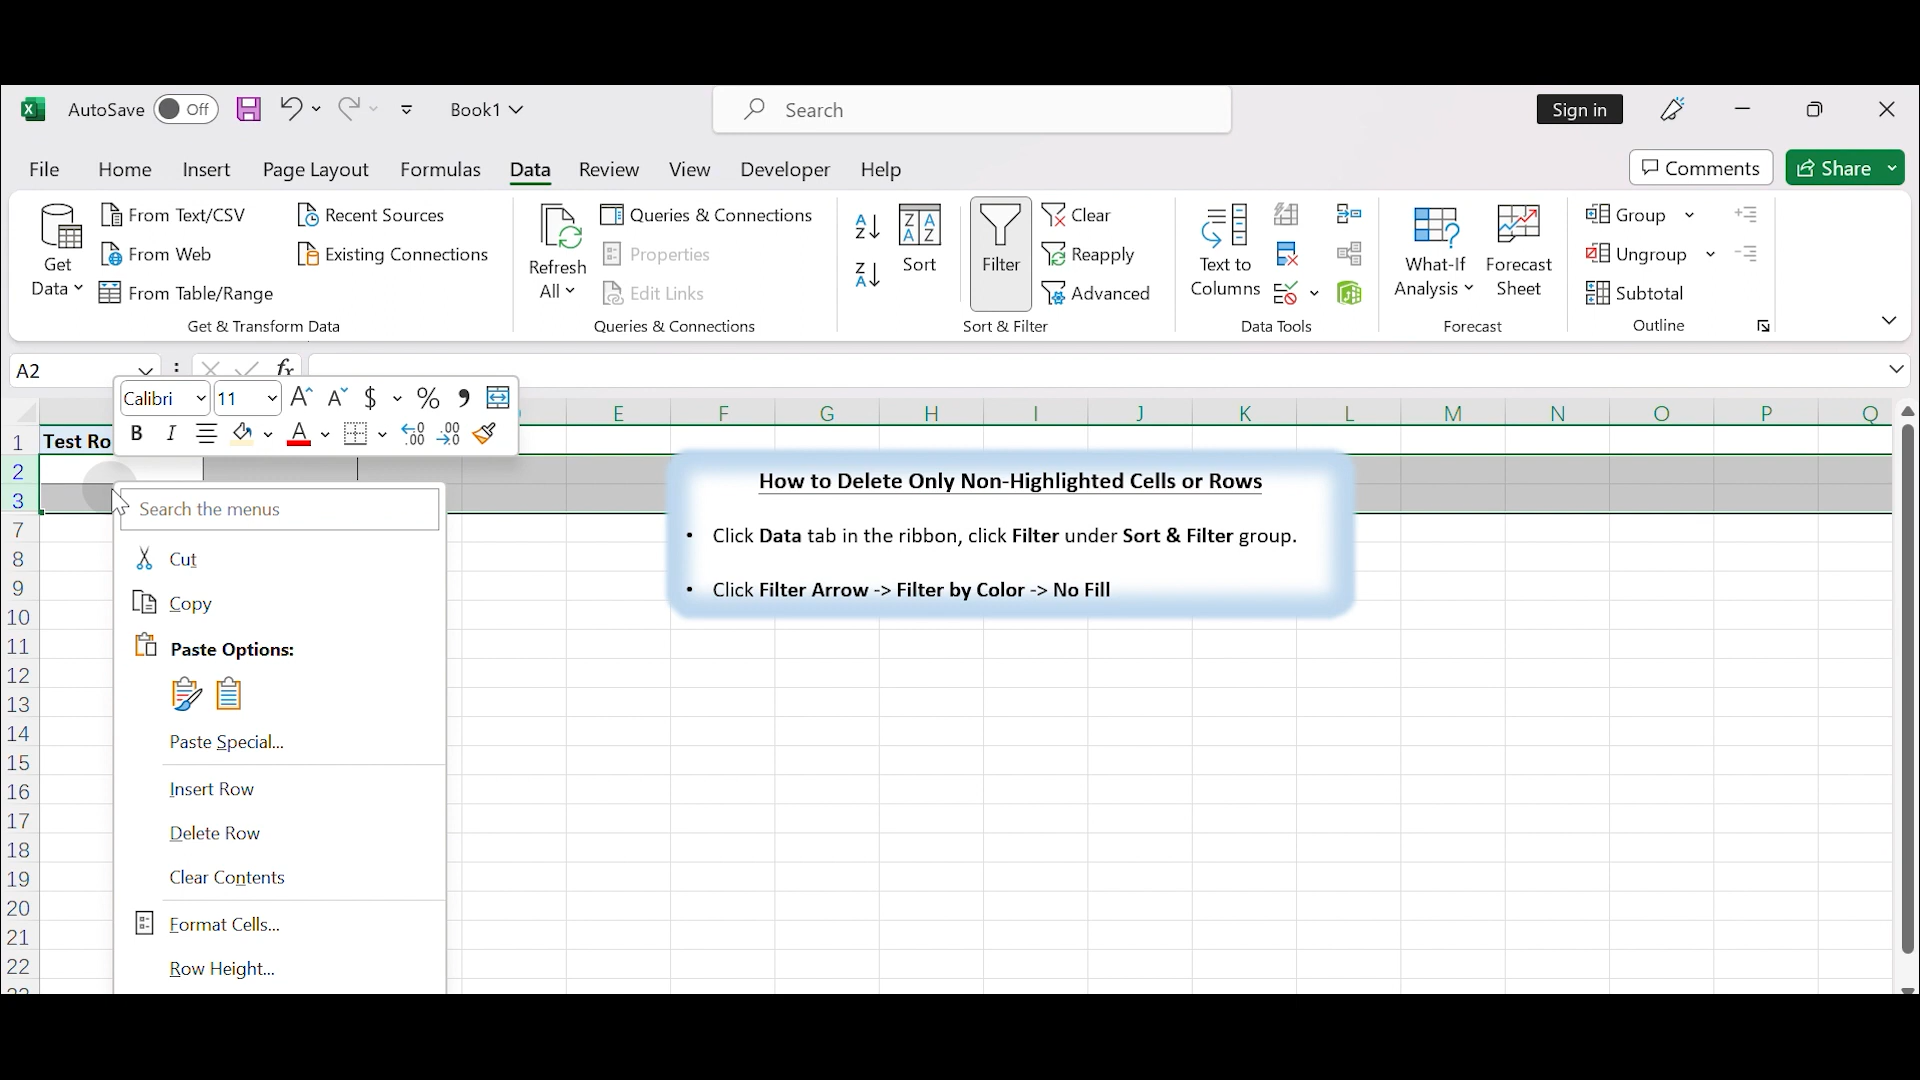 AutoSave Off Book1 Search Sign in
File Home Insert Page Layout Formulas Data Review View Developer Help Comments Share
Get Data
From Text/CSV
From Web
From Table/Range
Recent Sources
Existing Connections
Get & Transform Data
Refresh All
Queries & Connections
Properties
Edit Links
Queries & Connections
Sort
Filter
Clear
Reapply
Advanced
Sort & Filter
Text to Columns
Data Tools
What-If Analysis
Forecast Sheet
Forecast
Group
Ungroup
Subtotal
Outline
A2 fx
Calibri 11 $ %
B I A
E F G H I J K L M N O P Q
1 Test Ro
2
3
7
8
9
10
11
12
13
14
15
16
17
18
19
20
21
22
Search the menus
Cut
Copy
Paste Options:
Paste Special...
Insert Row
Delete Row
Clear Contents
Format Cells...
Row Height...
How to Delete Only Non-Highlighted Cells or Rows
• Click Data tab in the ribbon, click Filter under Sort & Filter group.
• Click Filter Arrow -> Filter by Color -> No Fill